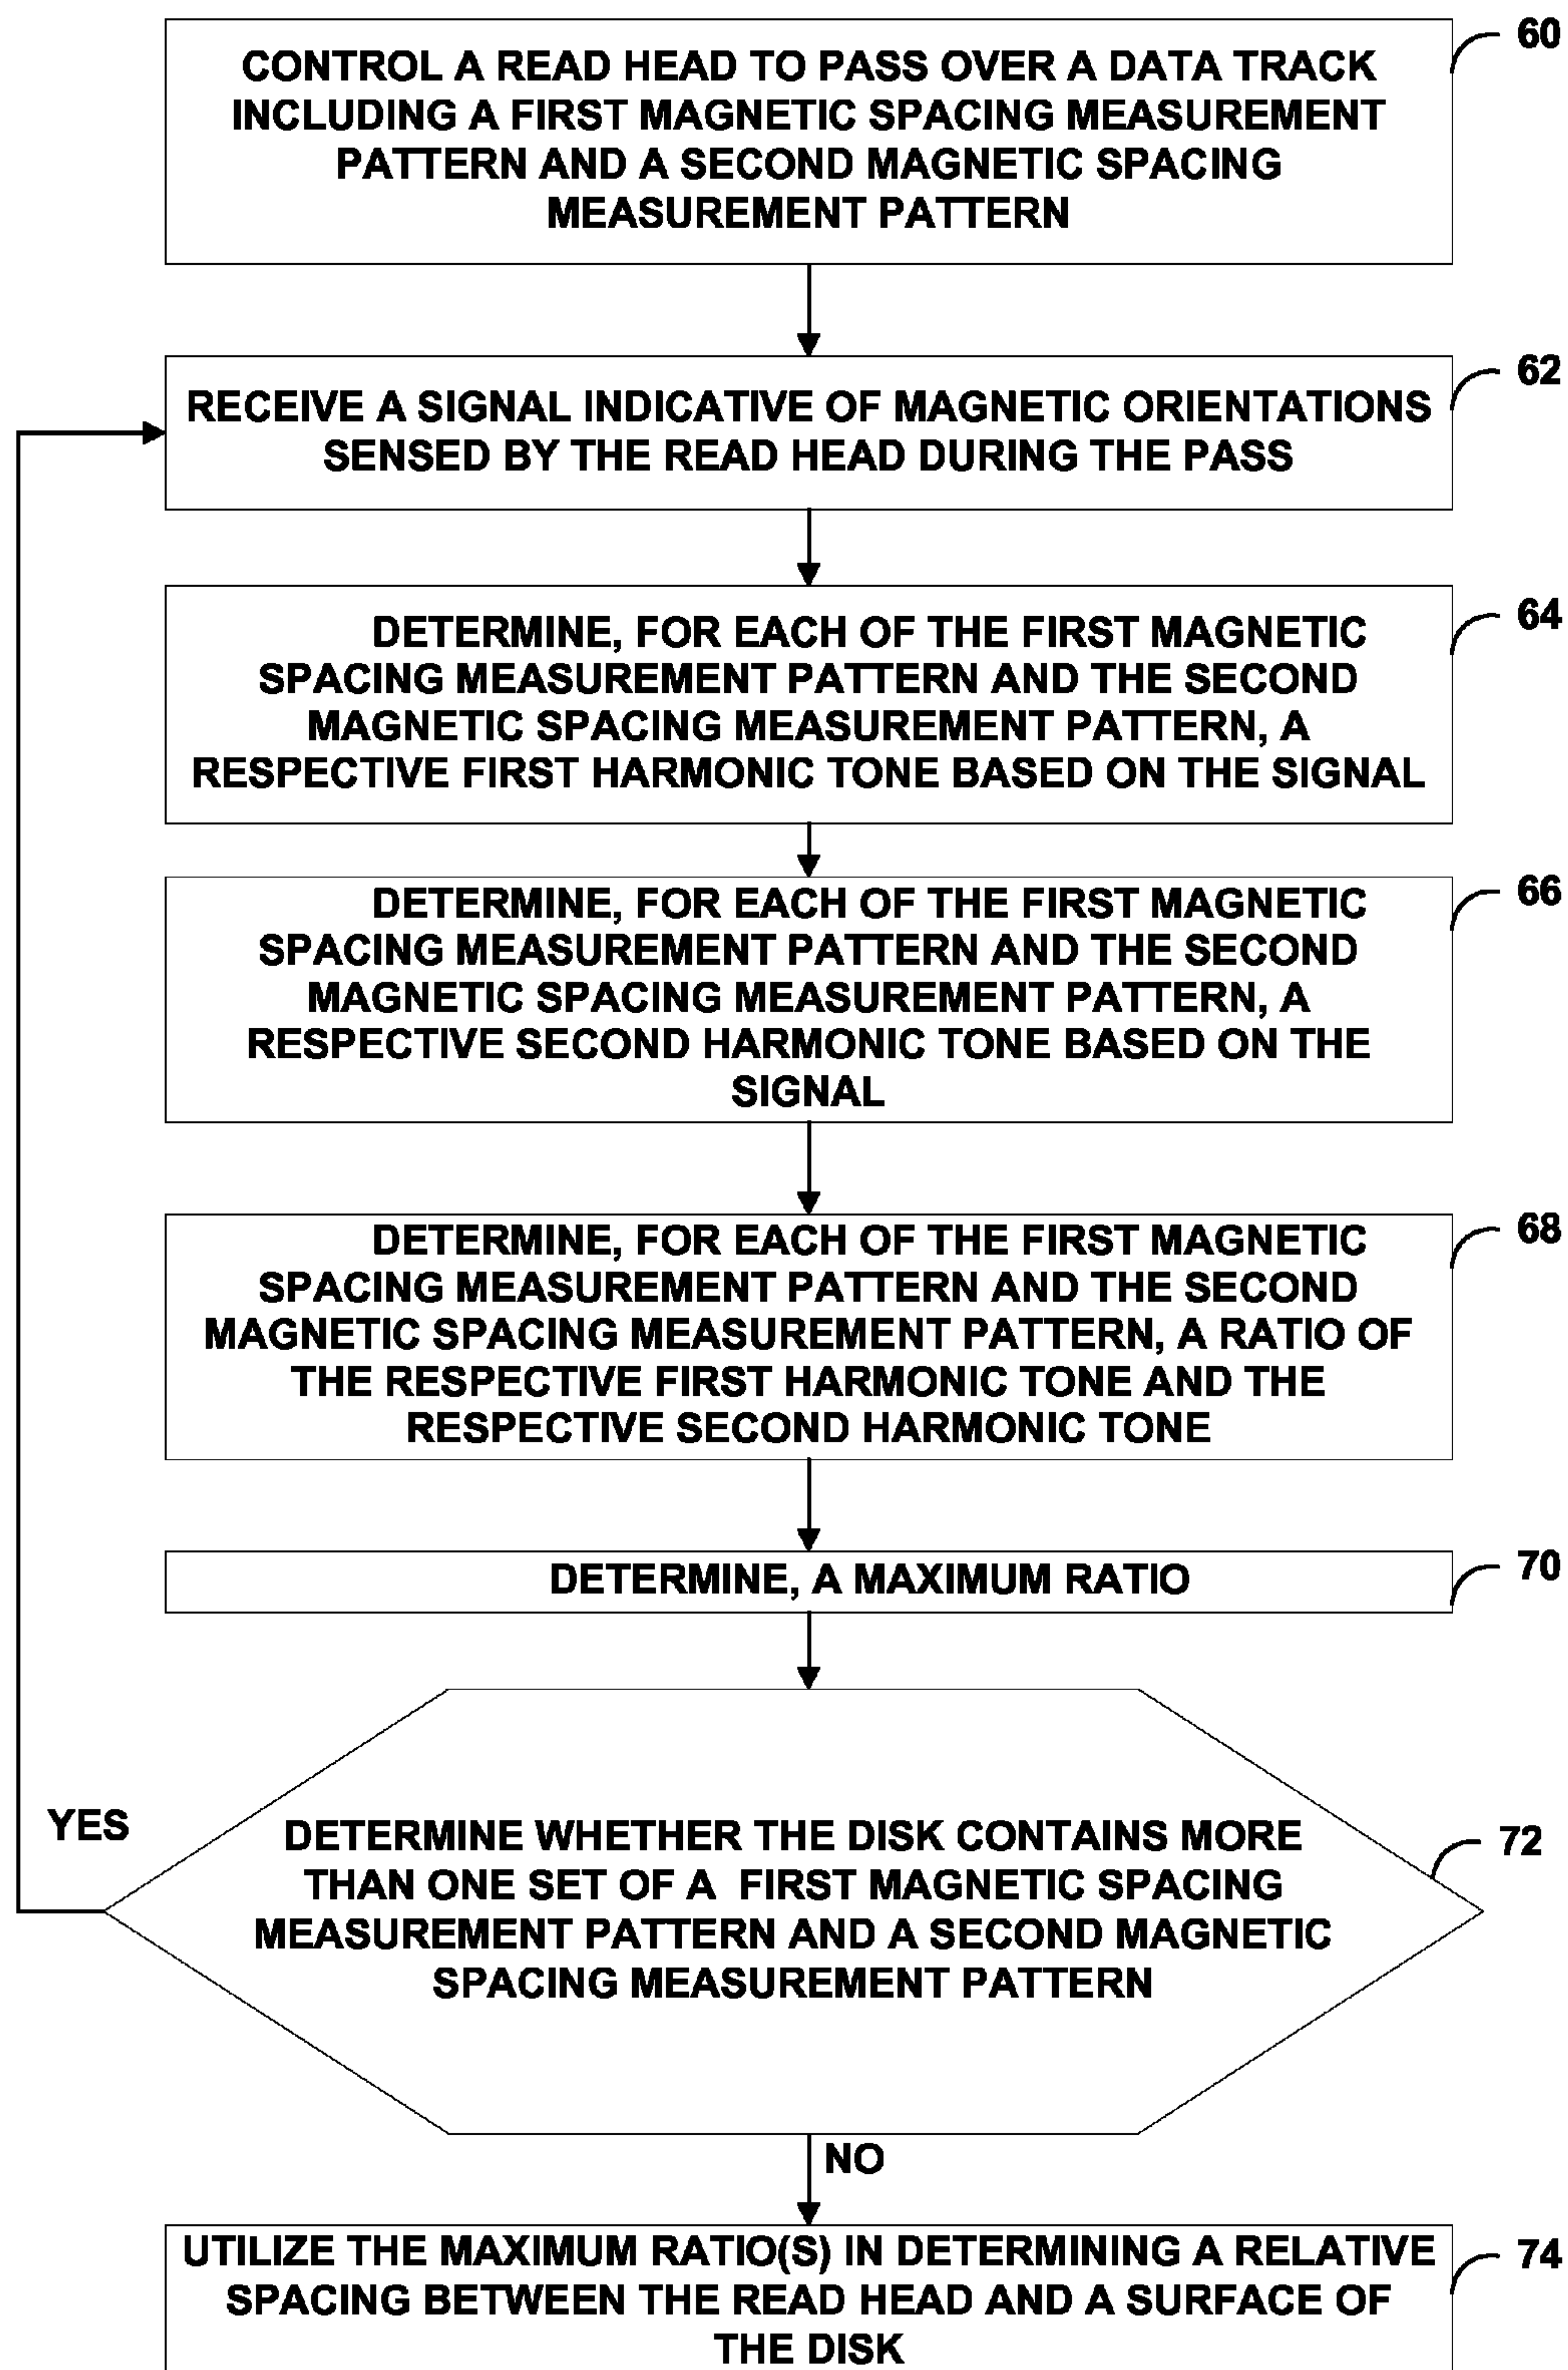 60
CONTROL A READ HEAD TO PASS OVER A DATA TRACK
INCLUDING A FIRST MAGNETIC SPACING MEASUREMENT
PATTERN AND A SECOND MAGNETIC SPACING
MEASUREMENT PATTERN
62
RECEIVE A SIGNAL INDICATIVE OF MAGNETIC ORIENTATIONS
SENSED BY THE READ HEAD DURING THE PASS
64
DETERMINE, FOR EACH OF THE FIRST MAGNETIC
SPACING MEASUREMENT PATTERN AND THE SECOND
MAGNETIC SPACING MEASUREMENT PATTERN, A
RESPECTIVE FIRST HARMONIC TONE BASED ON THE SIGNAL
66
DETERMINE, FOR EACH OF THE FIRST MAGNETIC
SPACING MEASUREMENT PATTERN AND THE SECOND
MAGNETIC SPACING MEASUREMENT PATTERN, A
RESPECTIVE SECOND HARMONIC TONE BASED ON THE
SIGNAL
68
DETERMINE, FOR EACH OF THE FIRST MAGNETIC
SPACING MEASUREMENT PATTERN AND THE SECOND
MAGNETIC SPACING MEASUREMENT PATTERN, A RATIO OF
THE RESPECTIVE FIRST HARMONIC TONE AND THE
RESPECTIVE SECOND HARMONIC TONE
70
DETERMINE, A MAXIMUM RATIO
YES
72
DETERMINE WHETHER THE DISK CONTAINS MORE
THAN ONE SET OF A FIRST MAGNETIC SPACING
MEASUREMENT PATTERN AND A SECOND MAGNETIC
SPACING MEASUREMENT PATTERN
NO
74
UTILIZE THE MAXIMUM RATIO(S) IN DETERMINING A RELATIVE
SPACING BETWEEN THE READ HEAD AND A SURFACE OF
THE DISK